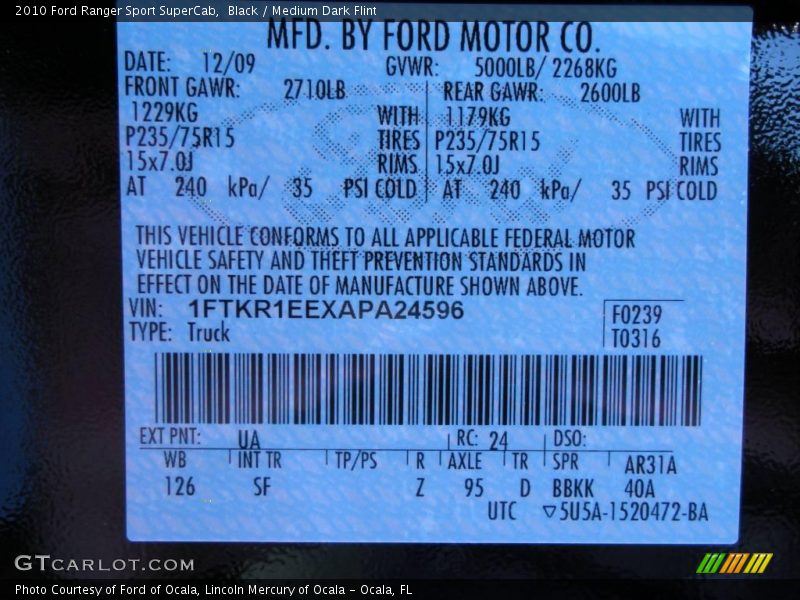 2010 Ford Ranger Sport SuperCab,  Black / Medium Dark Flint
MFD. BY FORD MOTOR CO.
DATE: 12/09 GVWR: 5000LB/ 2268KG
FRONT GAWR: 2710LB REAR GAWR: 2600LB
1229KG WITH 1179KG WITH
P235/75R15 TIRES P235/75R15 TIRES
15x7.0J RIMS 15x7.0J RIMS
AT 240 kPa/ 35 PSI COLD AT 240 kPa/ 35 PSI COLD
THIS VEHICLE CONFORMS TO ALL APPLICABLE FEDERAL MOTOR
VEHICLE SAFETY AND THEFT PREVENTION STANDARDS IN
EFFECT ON THE DATE OF MANUFACTURE SHOWN ABOVE.
VIN: 1FTKR1EEXAPA24596 F0239
TYPE: Truck T0316
EXT PNT: UA RC: 24 DSO:
WB INT TR TP/PS R AXLE TR SPR AR31A
126 SF Z 95 D BBKK 40A
UTC ▽5U5A-1520472-BA
GTCARLOT.COM
Photo Courtesy of Ford of Ocala, Lincoln Mercury of Ocala – Ocala, FL